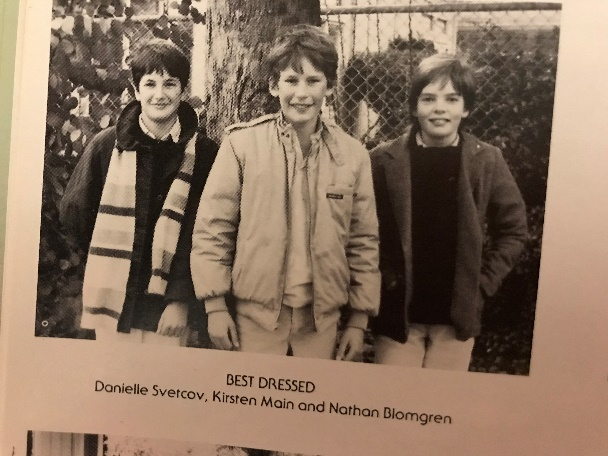 BEST DRESSED
Danielle Svetcov, Kirsten Main and Nathan Blomgren